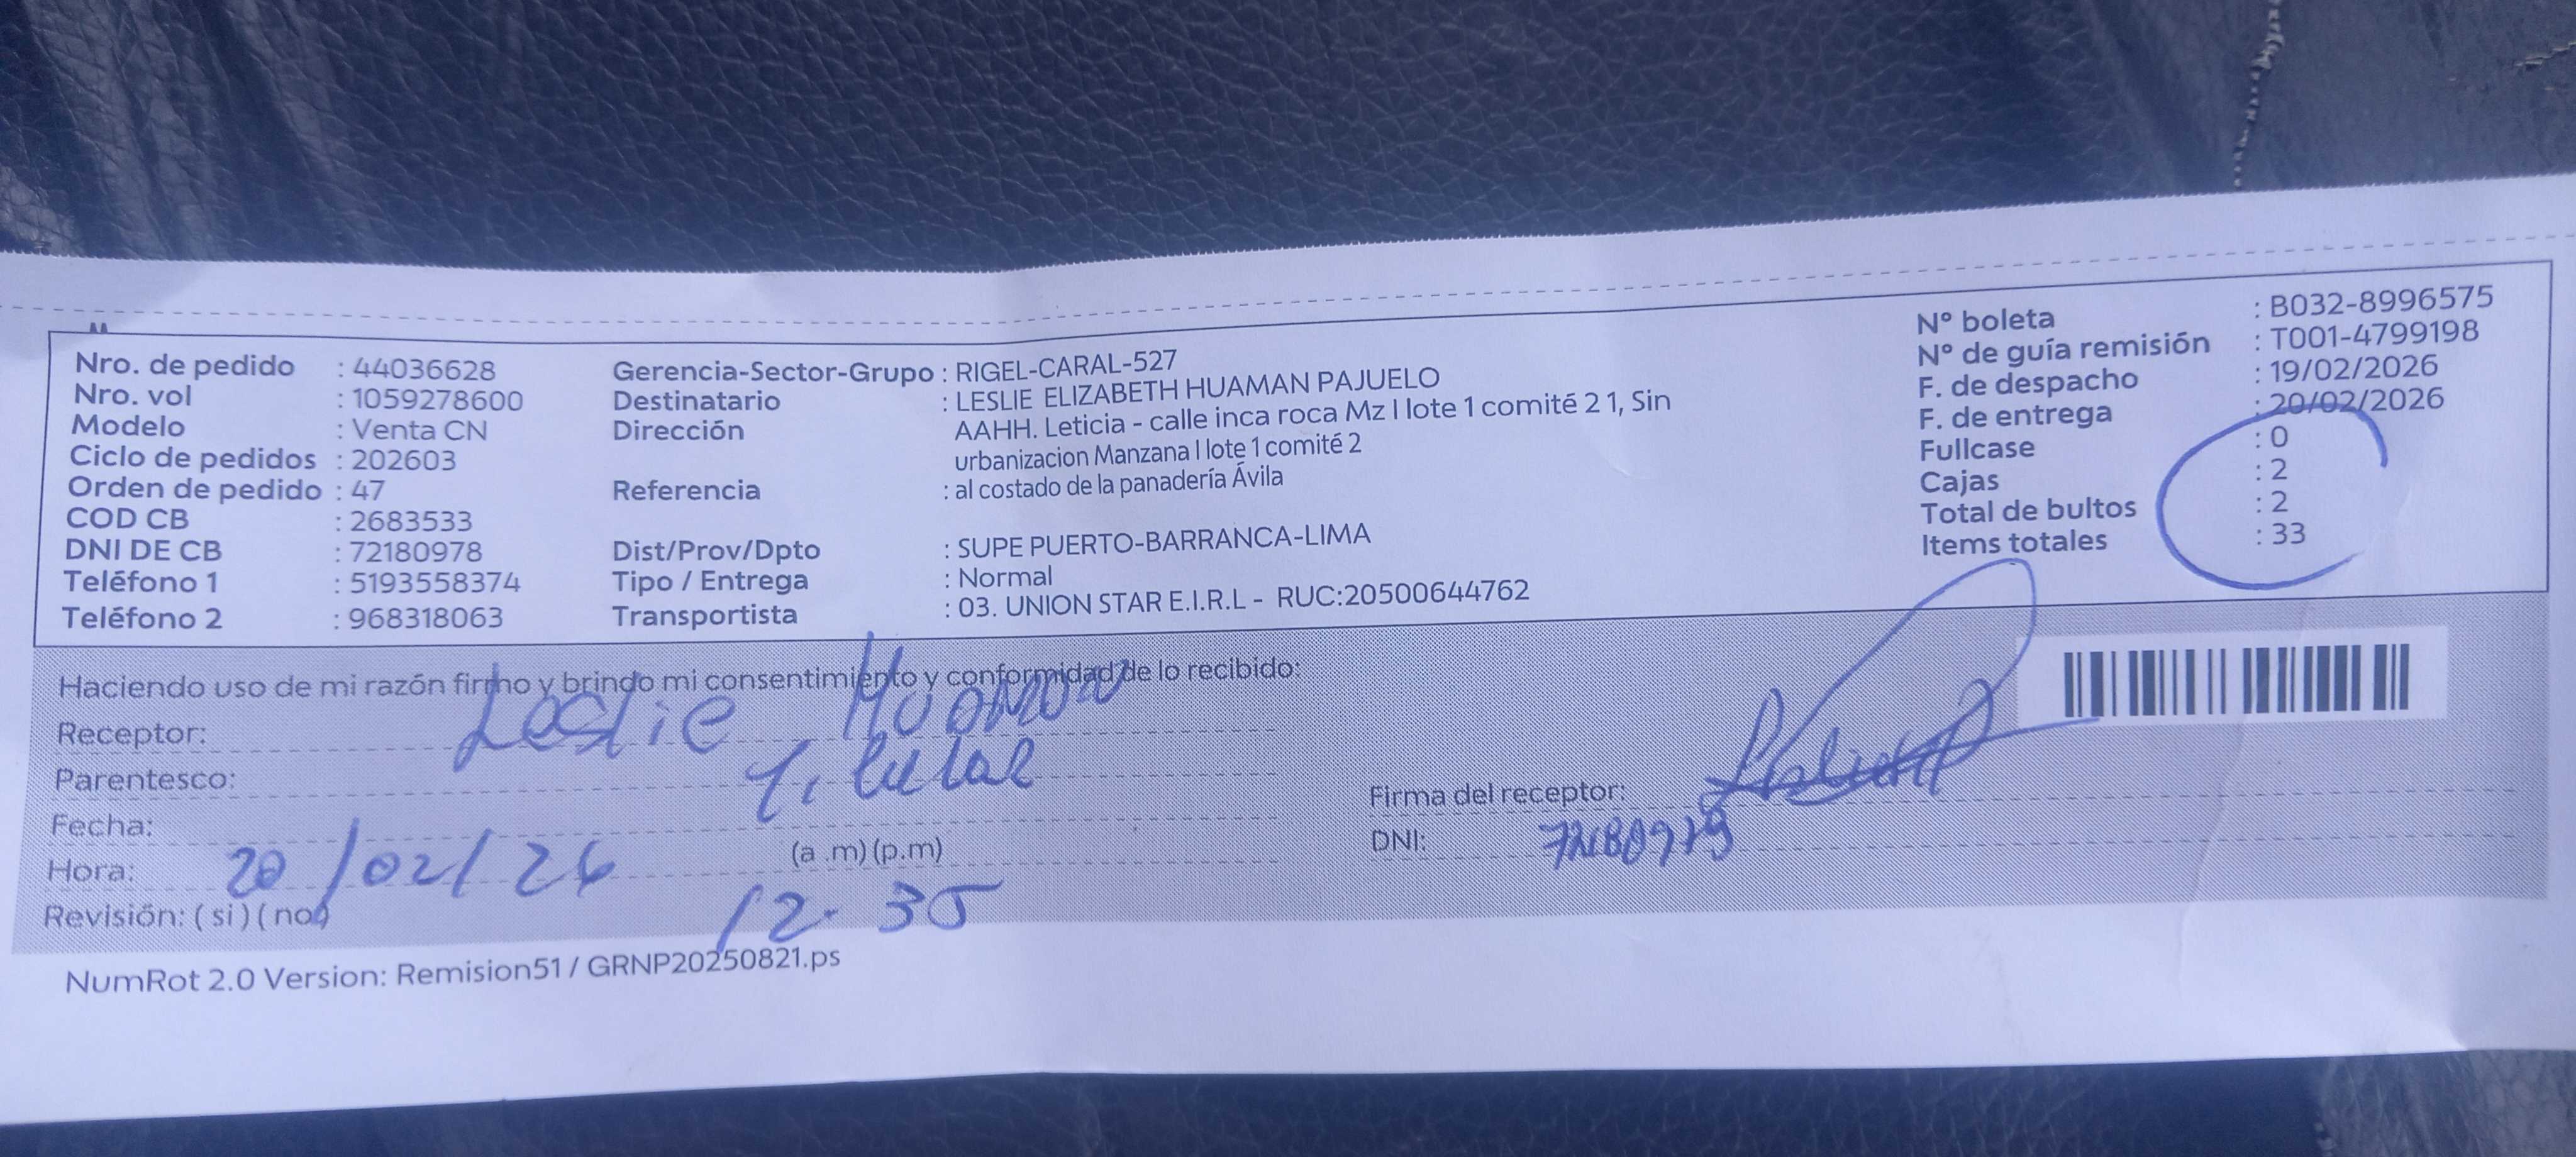 Nro. de pedido : 44036628
Nro. vol : 1059278600
Modelo : Venta CN
Ciclo de pedidos : 202603
Orden de pedido : 47
COD CB : 2683533
DNI DE CB : 72180978
Teléfono 1 : 5193558374
Teléfono 2 : 968318063
Gerencia-Sector-Grupo : RIGEL-CARAL-527
Destinatario : LESLIE ELIZABETH HUAMAN PAJUELO
Dirección AAHH. Leticia - calle inca roca Mz I lote 1 comité 2 1, Sin
urbanizacion Manzana I lote 1 comité 2
Referencia : al costado de la panadería Ávila
Dist/Prov/Dpto : SUPE PUERTO-BARRANCA-LIMA
Tipo / Entrega : Normal
Transportista : 03. UNION STAR E.I.R.L - RUC:20500644762
N° boleta : B032-8996575
N° de guía remisión : T001-4799198
F. de despacho : 19/02/2026
F. de entrega : 20/02/2026
Fullcase : 0
Cajas : 2
Total de bultos : 2
Items totales : 33
Haciendo uso de mi razón firmo y brindo mi consentimiento y conformidad de lo recibido:
Receptor: Leslie Huaman
Parentesco: Titular
Fecha:
Hora: 20/02/26 (a .m) (p.m)
12. 35
Revisión: ( si ) ( no )
Firma del receptor:
DNI:
NumRot 2.0 Version: Remision51 / GRNP20250821.ps